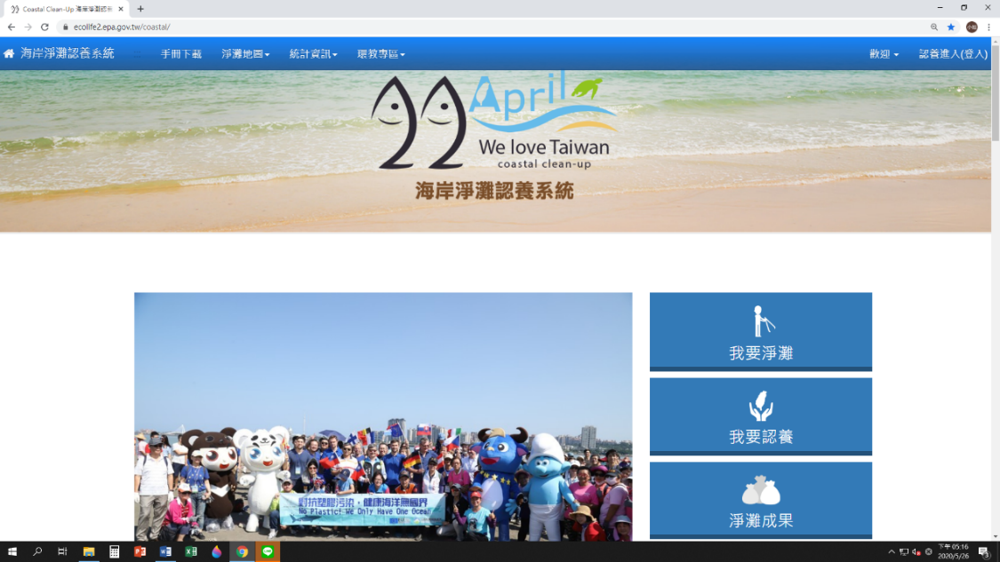 Coastal Clean-Up 海岸淨灘認
ecolife2.epa.gov.tw/coastal/
小如
海岸淨灘認養系統 手冊下載 淨灘地圖 統計資訊 環教專區 歡迎 認養進入(登入)
April
We love Taiwan
coastal clean-up
海岸淨灘認養系統
我要淨灘
我要認養
對抗塑膠污染,健康海洋無國界
No Plastic! We Only Have One Ocean
淨灘成果
下午 05:16
2020/5/26
3